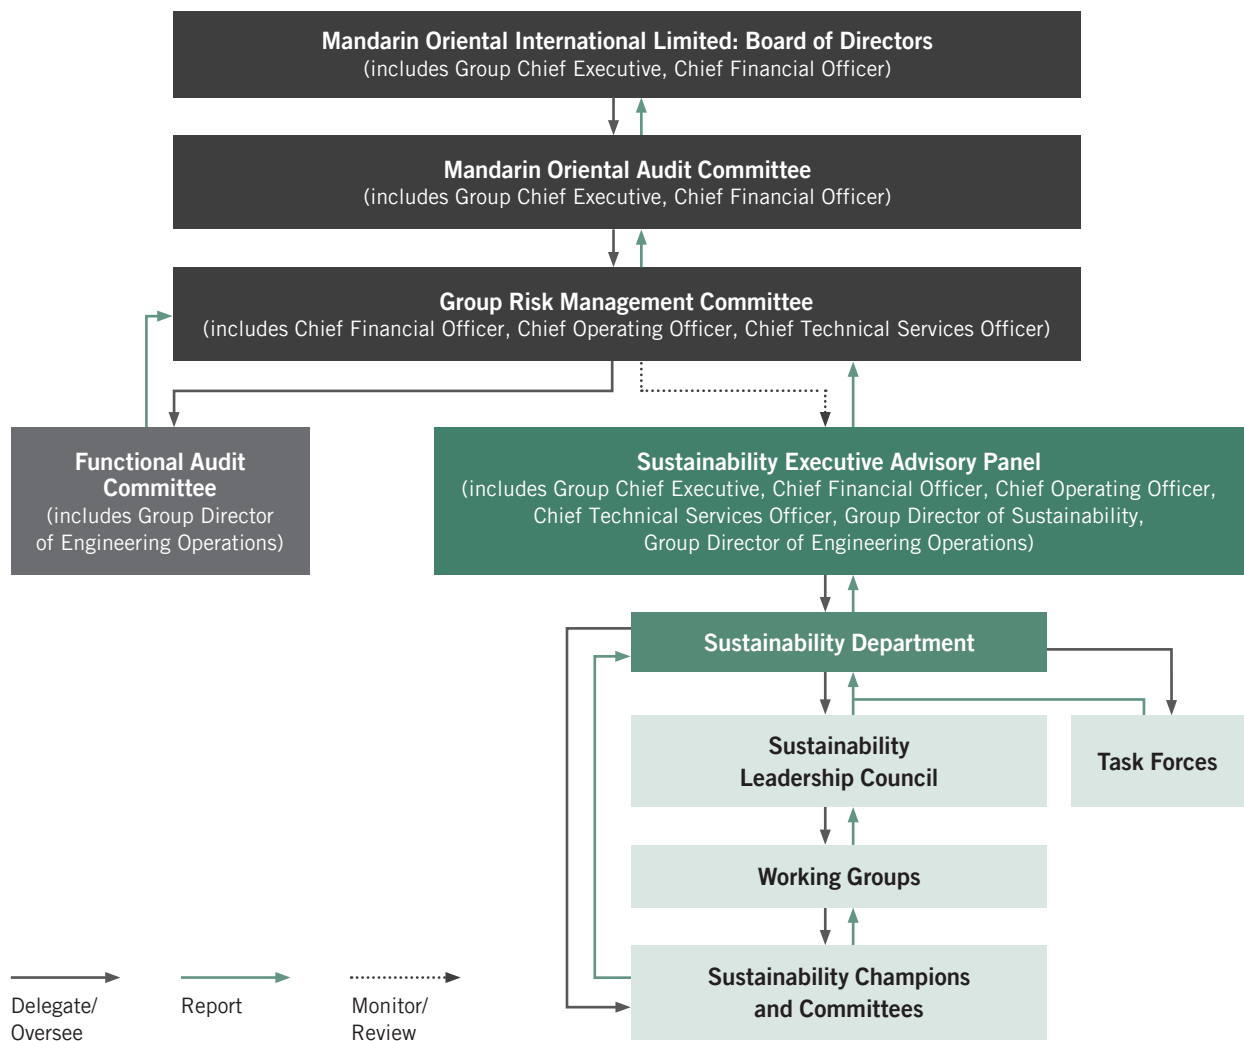 Mandarin Oriental International Limited: Board of Directors
(includes Group Chief Executive, Chief Financial Officer)
Mandarin Oriental Audit Committee
(includes Group Chief Executive, Chief Financial Officer)
Group Risk Management Committee
(includes Chief Financial Officer, Chief Operating Officer, Chief Technical Services Officer)
Functional Audit
Committee
(includes Group Director
of Engineering Operations)
Sustainability Executive Advisory Panel
(includes Group Chief Executive, Chief Financial Officer, Chief Operating Officer,
Chief Technical Services Officer, Group Director of Sustainability,
Group Director of Engineering Operations)
Sustainability Department
Sustainability
Leadership Council
Task Forces
Working Groups
Sustainability Champions
and Committees
Delegate/
Oversee
Report
Monitor/
Review